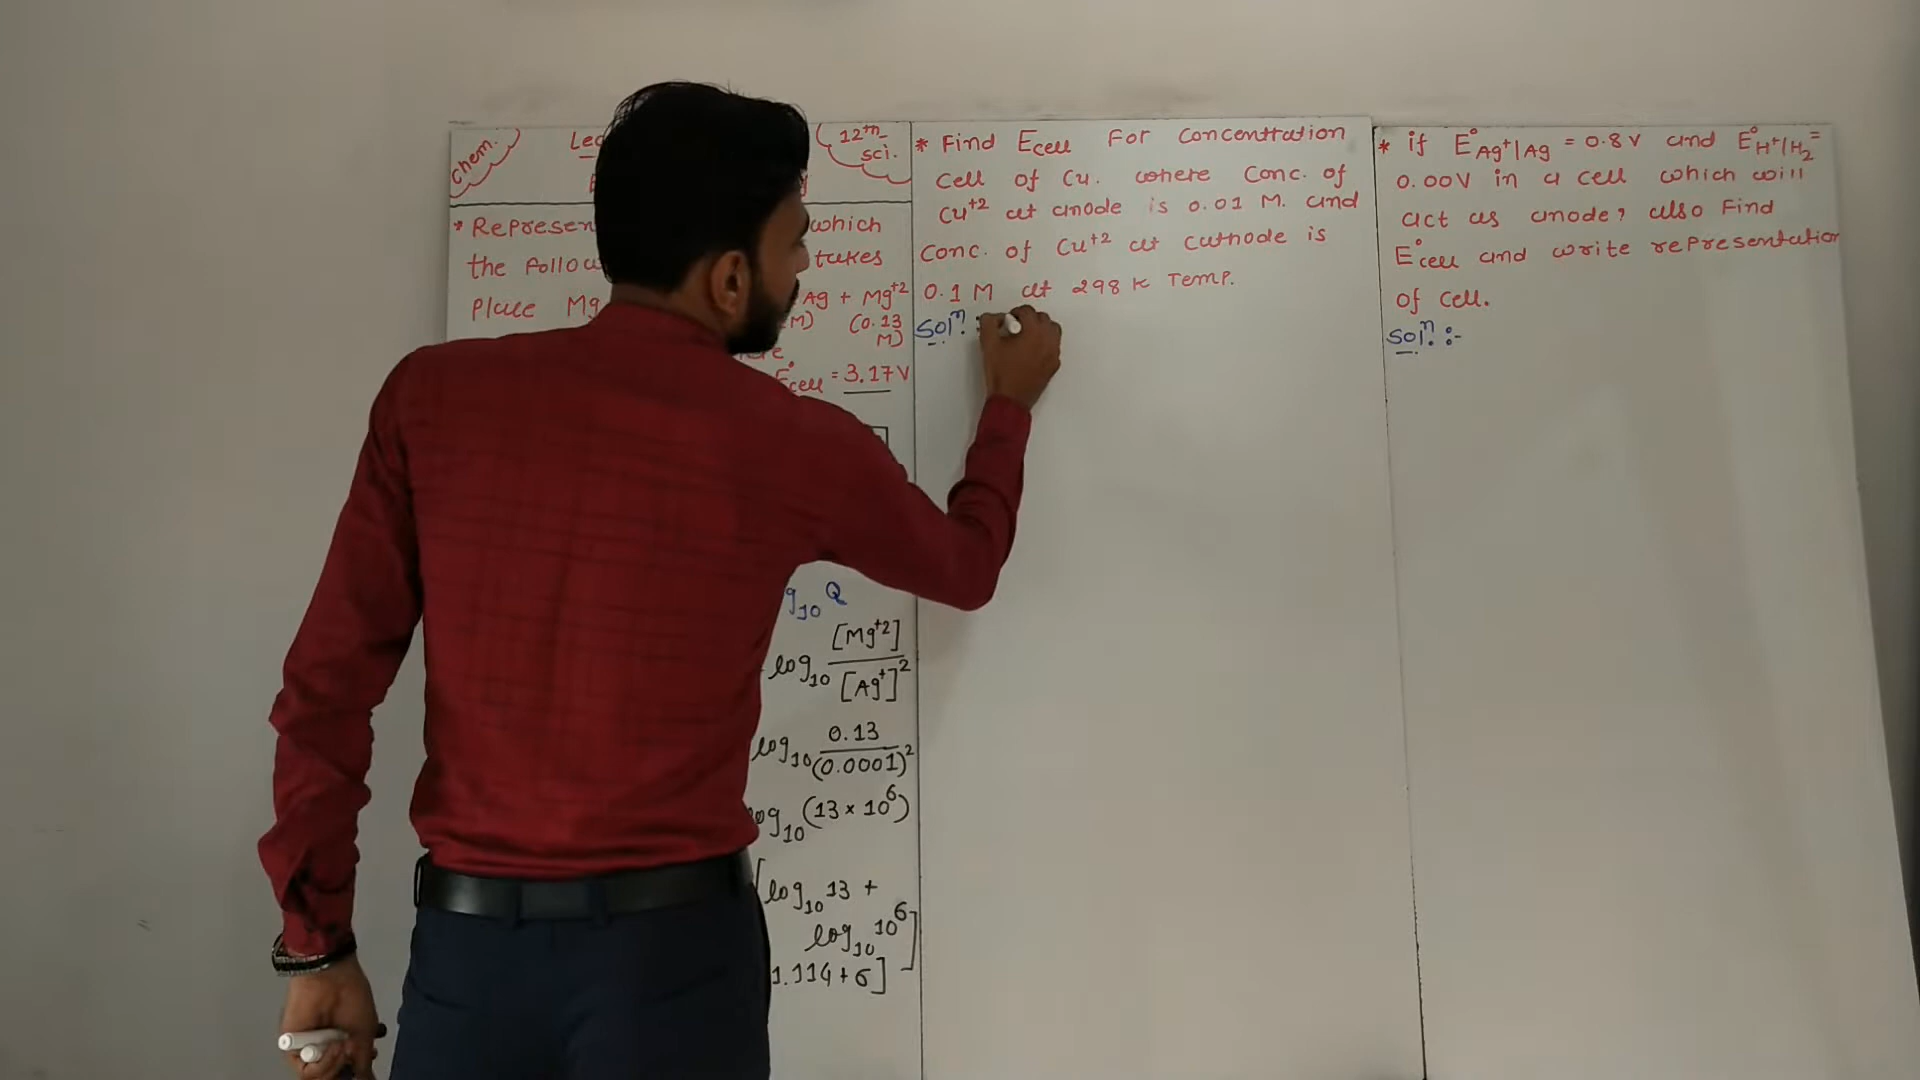 Chem.
12th
sci.
* Represen which
the follow takes
Place Mg Ag + Mg+2
M) (0.13
M)
E°cell = 3.17 V
log10 Q
log10 [Mg+2]
[Ag+]2
log10 0.13
(0.0001)2
log10 (13 × 10^6)
[log10 13 +
log10 10^6]
1.114 + 6]
* Find Ecell For concentration
cell of Cu. where conc. of
Cu+2 at anode is 0.01 M. and
conc. of Cu+2 at cathode is
0.1 M at 298 K Temp.
Soln. :
* if E°Ag+|Ag = 0.8 V and E°H+|H2 =
0.00V in a cell which will
act as anode, also Find
E°cell and write representation
of cell.
Soln. :-